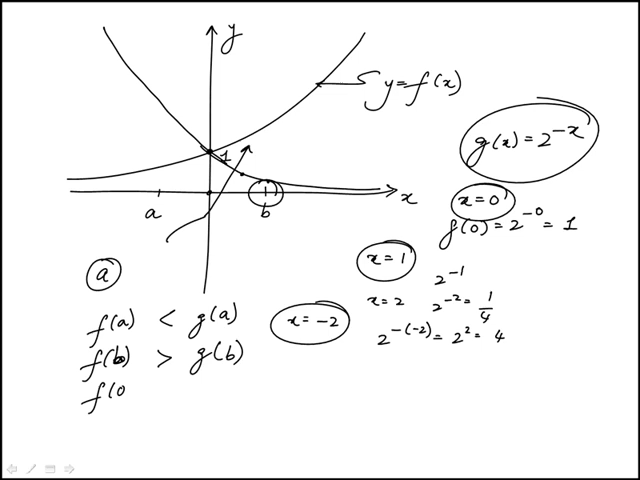 y
y = f(x)
g(x) = 2^-x
1
x
a
1
b
x = 0
f(0) = 2^-0 = 1
x = 1
2^-1
a
x = 2   2^-2 = 1/4
f(a) < g(a)
x = -2
2^-(-2) = 2^2 = 4
f(b) > g(b)
f(0